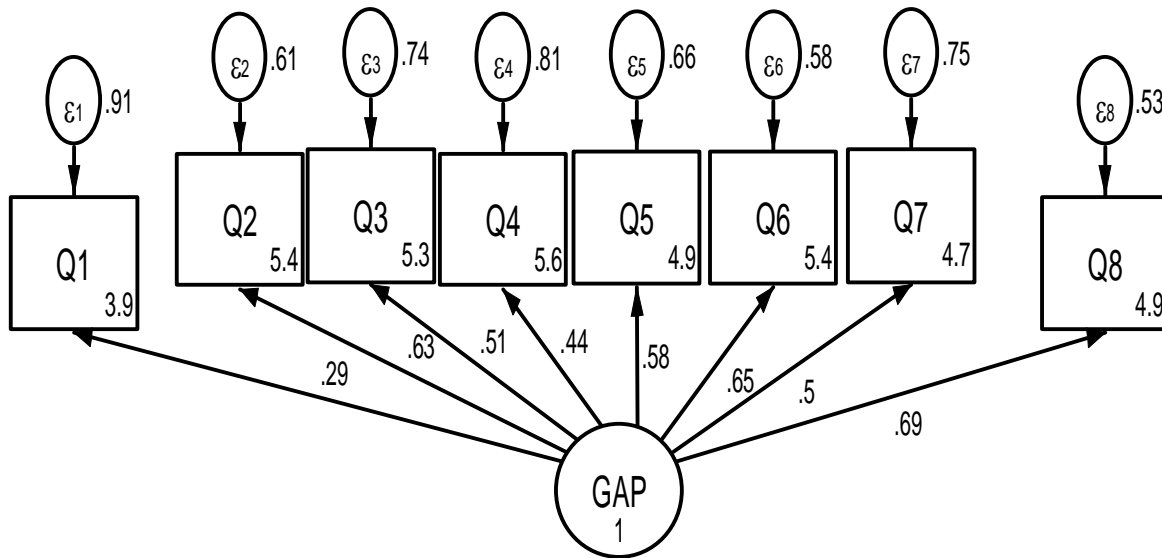 ε1 .91
ε2 .61
ε3 .74
ε4 .81
ε5 .66
ε6 .58
ε7 .75
ε8 .53
Q1
3.9
Q2
5.4
Q3
5.3
Q4
5.6
Q5
4.9
Q6
5.4
Q7
4.7
Q8
4.9
.29
.63
.51
.44
.58
.65
.5
.69
GAP
1